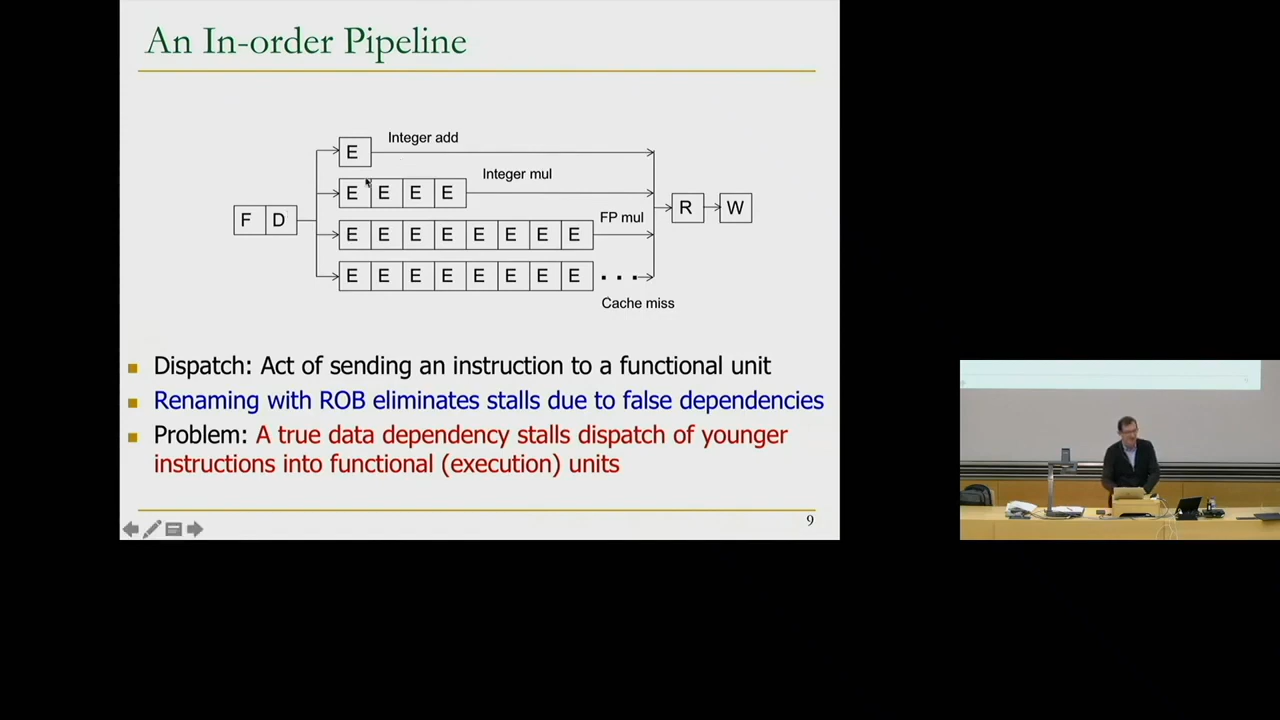 An In-order Pipeline
E
Integer add
E E E E
Integer mul
F D
E E E E E E E E
FP mul
R W
E E E E E E E E . . .
Cache miss
Dispatch: Act of sending an instruction to a functional unit
Renaming with ROB eliminates stalls due to false dependencies
Problem: A true data dependency stalls dispatch of younger
instructions into functional (execution) units
9